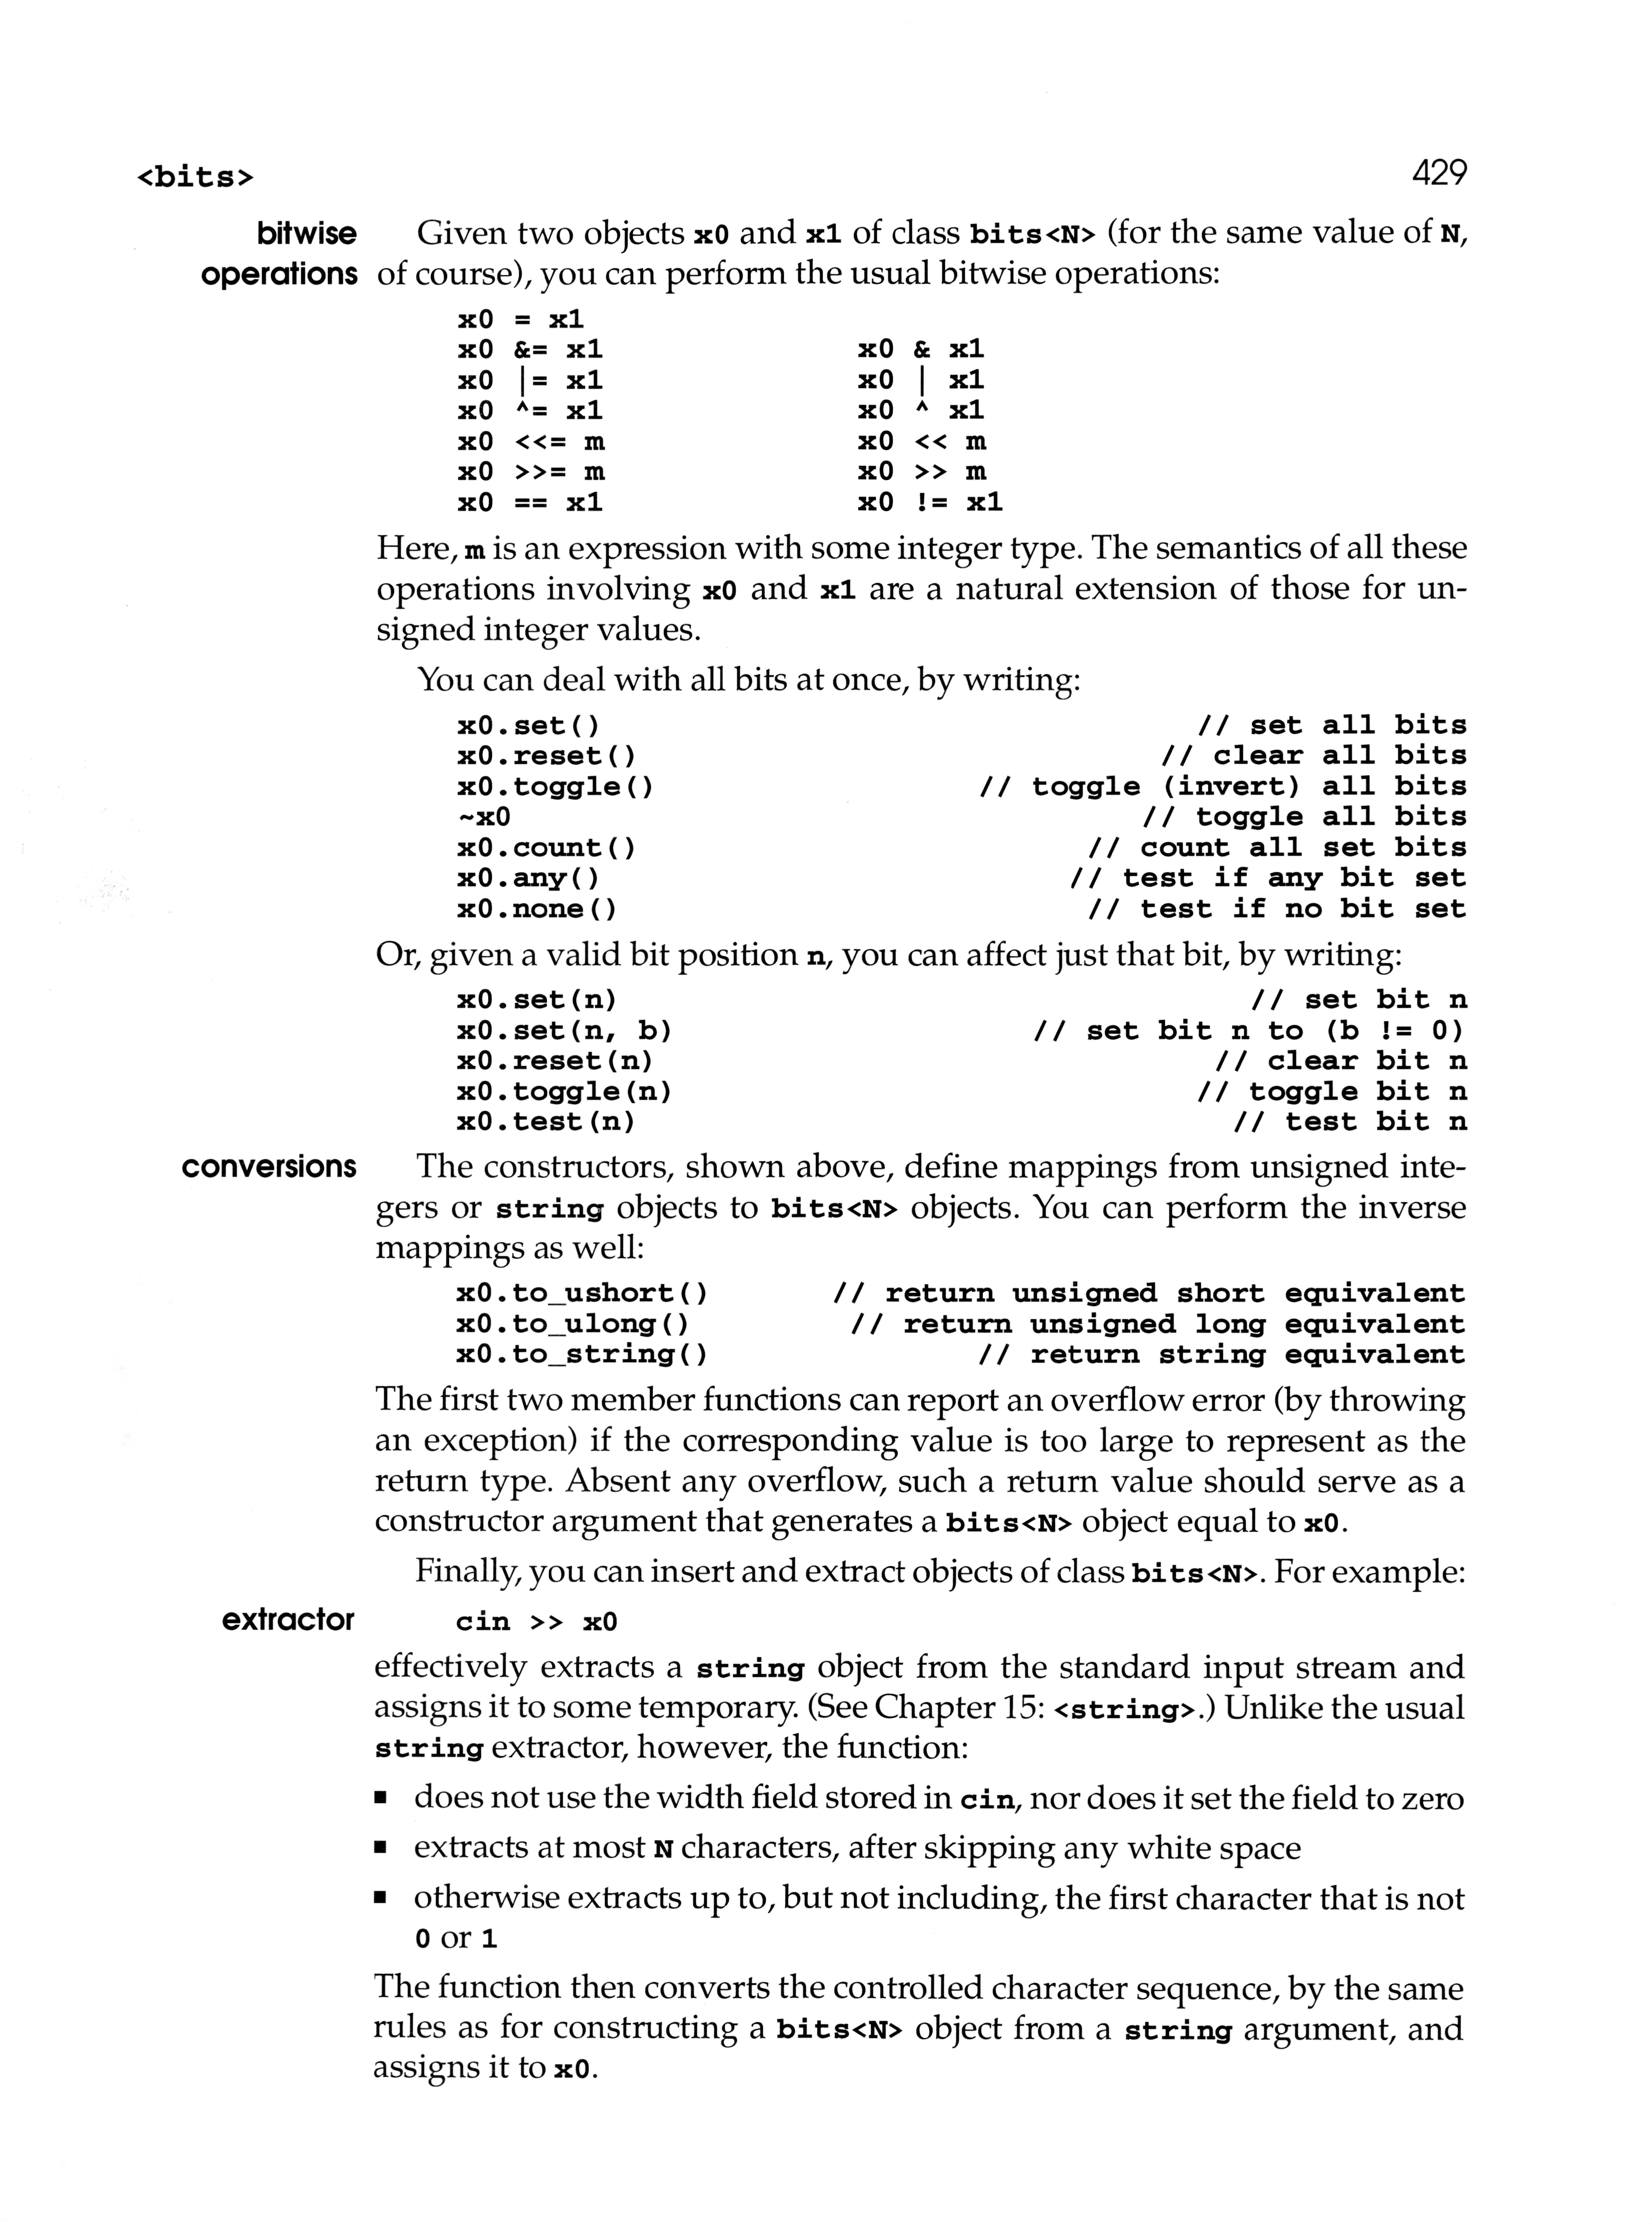 <bits> 429
bitwise Given two objects x0 and x1 of class bits<N> (for the same value of N,
operations of course), you can perform the usual bitwise operations:
x0 = x1
x0 &= x1 x0 & x1
x0 |= x1 x0 | x1
x0 ^= x1 x0 ^ x1
x0 <<= m x0 << m
x0 >>= m x0 >> m
x0 == x1 x0 != x1
Here, m is an expression with some integer type. The semantics of all these
operations involving x0 and x1 are a natural extension of those for un-
signed integer values.
You can deal with all bits at once, by writing:
x0.set() // set all bits
x0.reset() // clear all bits
x0.toggle() // toggle (invert) all bits
~x0 // toggle all bits
x0.count() // count all set bits
x0.any() // test if any bit set
x0.none() // test if no bit set
Or, given a valid bit position n, you can affect just that bit, by writing:
x0.set(n) // set bit n
x0.set(n, b) // set bit n to (b != 0)
x0.reset(n) // clear bit n
x0.toggle(n) // toggle bit n
x0.test(n) // test bit n
conversions The constructors, shown above, define mappings from unsigned inte-
gers or string objects to bits<N> objects. You can perform the inverse
mappings as well:
x0.to_ushort() // return unsigned short equivalent
x0.to_ulong() // return unsigned long equivalent
x0.to_string() // return string equivalent
The first two member functions can report an overflow error (by throwing
an exception) if the corresponding value is too large to represent as the
return type. Absent any overflow, such a return value should serve as a
constructor argument that generates a bits<N> object equal to x0.
Finally, you can insert and extract objects of class bits<N>. For example:
extractor cin >> x0
effectively extracts a string object from the standard input stream and
assigns it to some temporary. (See Chapter 15: <string>.) Unlike the usual
string extractor, however, the function:
▪ does not use the width field stored in cin, nor does it set the field to zero
▪ extracts at most N characters, after skipping any white space
▪ otherwise extracts up to, but not including, the first character that is not
0 or 1
The function then converts the controlled character sequence, by the same
rules as for constructing a bits<N> object from a string argument, and
assigns it to x0.